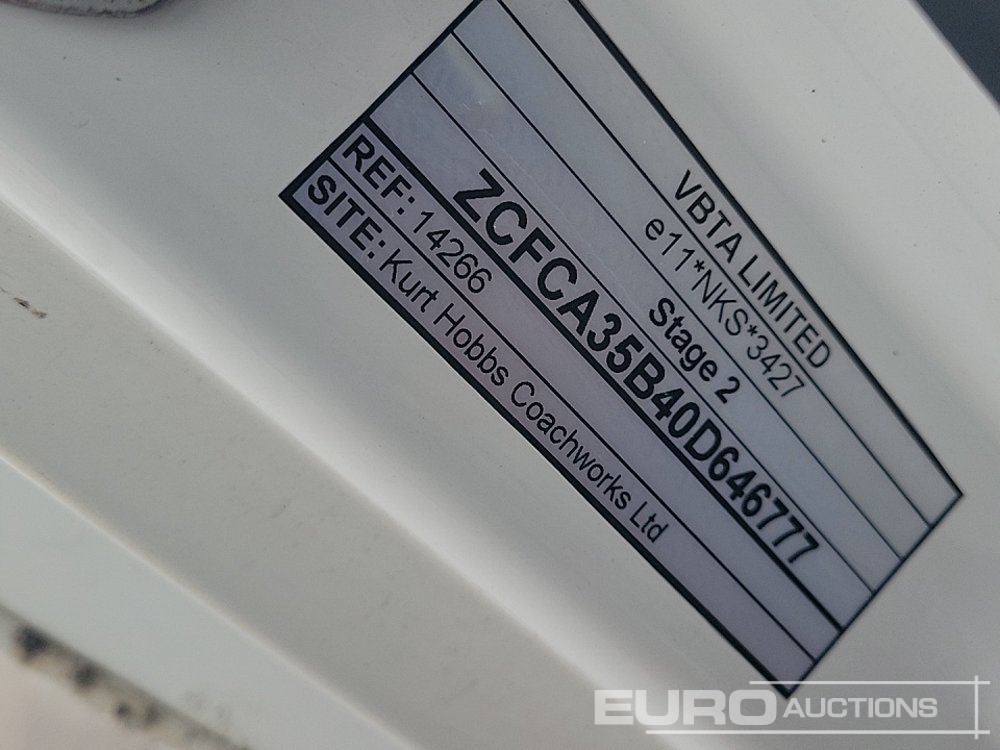 VBTA LIMITED
e11*NKS*3427
Stage 2
ZCFCA35B40D646777
REF: 14266
SITE: Kurt Hobbs Coachworks Ltd
EURO AUCTIONS